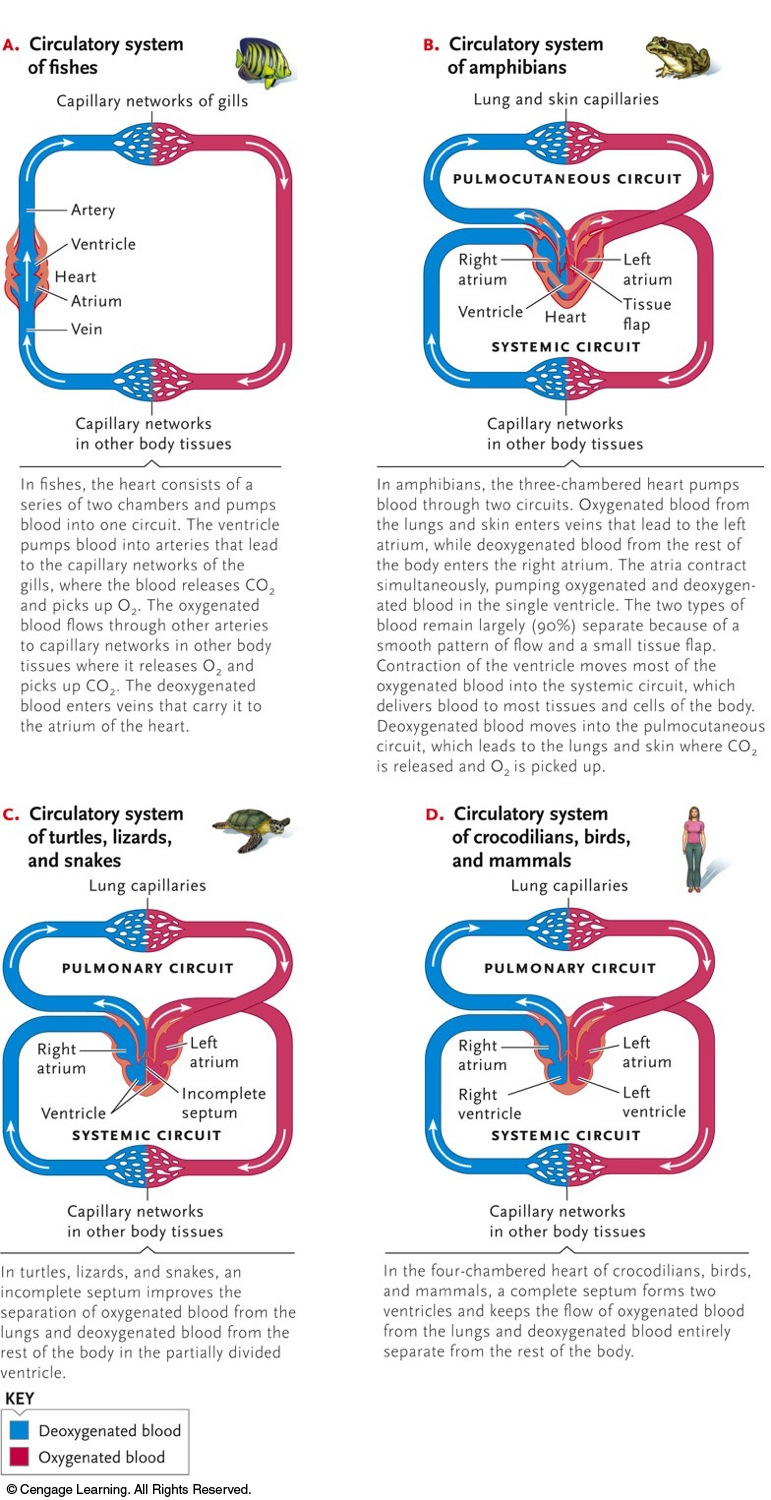 A. Circulatory system
of fishes
Capillary networks of gills
Artery
Ventricle
Heart
Atrium
Vein
Capillary networks
in other body tissues
In fishes, the heart consists of a
series of two chambers and pumps
blood into one circuit. The ventricle
pumps blood into arteries that lead
to the capillary networks of the
gills, where the blood releases CO₂
and picks up O₂. The oxygenated
blood flows through other arteries
to capillary networks in other body
tissues where it releases O₂ and
picks up CO₂. The deoxygenated
blood enters veins that carry it to
the atrium of the heart.
B. Circulatory system
of amphibians
Lung and skin capillaries
PULMOCUTANEOUS CIRCUIT
Right
atrium
Left
atrium
Ventricle
Heart
Tissue
flap
SYSTEMIC CIRCUIT
Capillary networks
in other body tissues
In amphibians, the three-chambered heart pumps
blood through two circuits. Oxygenated blood from
the lungs and skin enters veins that lead to the left
atrium, while deoxygenated blood from the rest of
the body enters the right atrium. The atria contract
simultaneously, pumping oxygenated and deoxygen-
ated blood in the single ventricle. The two types of
blood remain largely (90%) separate because of a
smooth pattern of flow and a small tissue flap.
Contraction of the ventricle moves most of the
oxygenated blood into the systemic circuit, which
delivers blood to most tissues and cells of the body.
Deoxygenated blood moves into the pulmocutaneous
circuit, which leads to the lungs and skin where CO₂
is released and O₂ is picked up.
C. Circulatory system
of turtles, lizards,
and snakes
Lung capillaries
PULMONARY CIRCUIT
Right
atrium
Left
atrium
Ventricle
Incomplete
septum
SYSTEMIC CIRCUIT
Capillary networks
in other body tissues
In turtles, lizards, and snakes, an
incomplete septum improves the
separation of oxygenated blood from the
lungs and deoxygenated blood from the
rest of the body in the partially divided
ventricle.
D. Circulatory system
of crocodilians, birds,
and mammals
Lung capillaries
PULMONARY CIRCUIT
Right
atrium
Left
atrium
Right
ventricle
Left
ventricle
SYSTEMIC CIRCUIT
Capillary networks
in other body tissues
In the four-chambered heart of crocodilians, birds,
and mammals, a complete septum forms two
ventricles and keeps the flow of oxygenated blood
from the lungs and deoxygenated blood entirely
separate from the rest of the body.
KEY
Deoxygenated blood
Oxygenated blood
© Cengage Learning. All Rights Reserved.